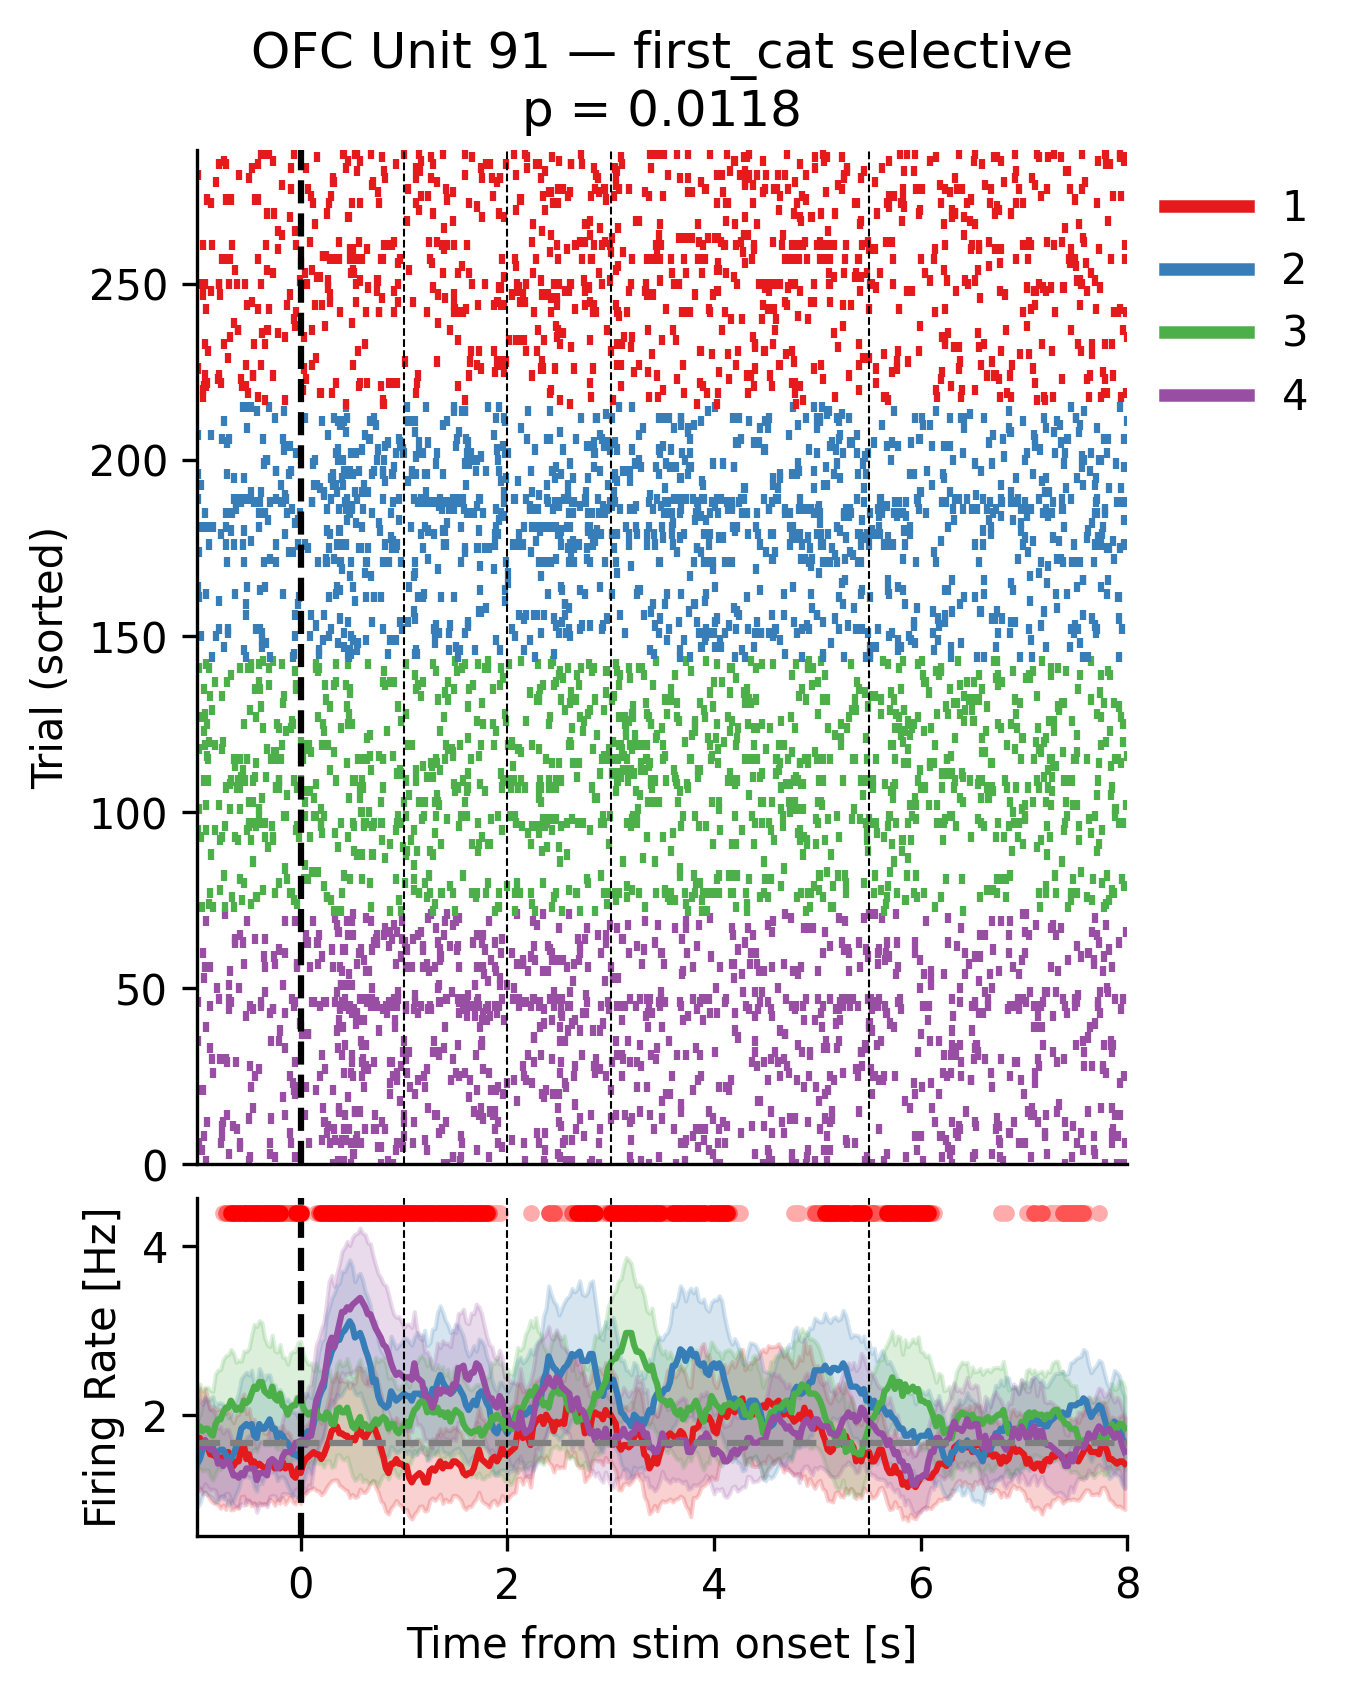 OFC Unit 91 — first_cat selective
p = 0.0118
1
2
3
4
250
200
150
100
50
0
Trial (sorted)
4
2
Firing Rate [Hz]
0 2 4 6 8
Time from stim onset [s]